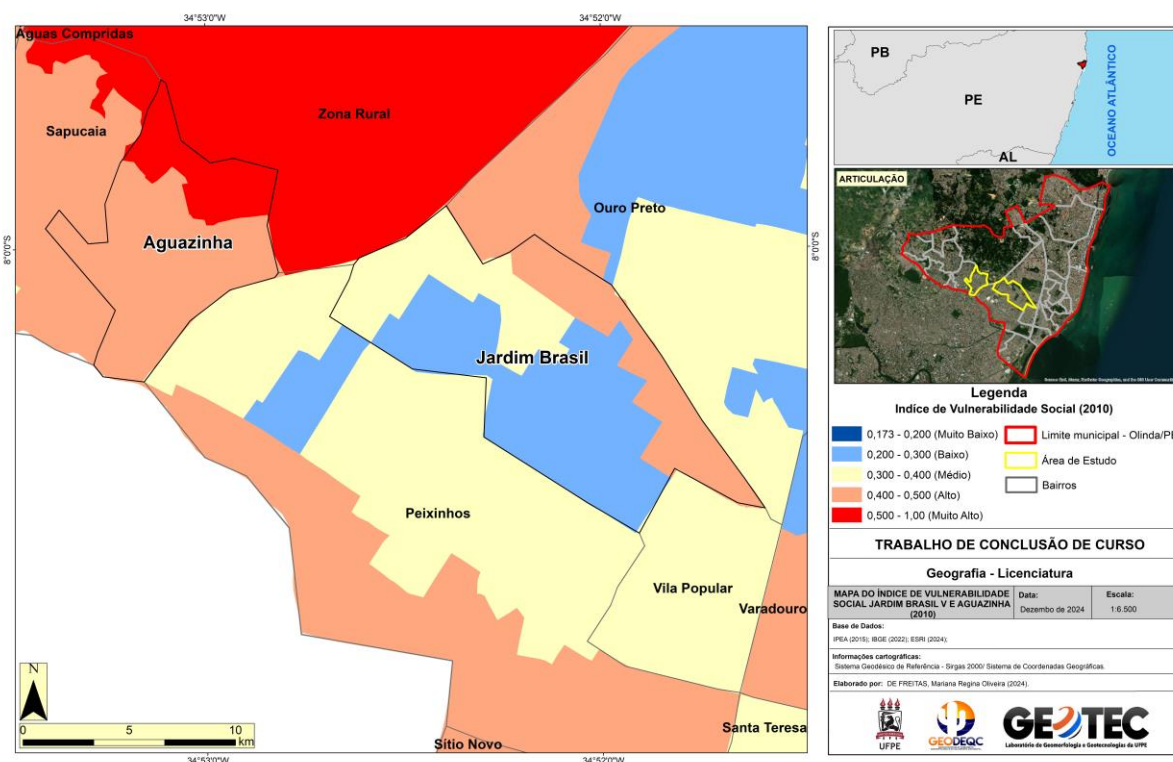 34°53'0"W
34°52'0"W
Águas Compridas
Zona Rural
Sapucaia
Ouro Preto
Aguazinha
8°0'0"S
8°0'0"S
Jardim Brasil
Peixinhos
Vila Popular
Varadouro
Santa Teresa
Sítio Novo
N
0
5
10
km
34°53'0"W
34°52'0"W
PB
PE
AL
OCEANO ATLÂNTICO
ARTICULAÇÃO
Legenda
Indíce de Vulnerabilidade Social (2010)
0,173 - 0,200 (Muito Baixo)
0,200 - 0,300 (Baixo)
0,300 - 0,400 (Médio)
0,400 - 0,500 (Alto)
0,500 - 1,00 (Muito Alto)
Limite municipal - Olinda/PE
Área de Estudo
Bairros
TRABALHO DE CONCLUSÃO DE CURSO
Geografia - Licenciatura
MAPA DO ÍNDICE DE VULNERABILIDADE
SOCIAL JARDIM BRASIL V E AGUAZINHA
(2010)
Data:
Dezembo de 2024
Escala:
1:6.500
Base de Dados:
IPEA (2015); IBGE (2022); ESRI (2024);
Informações cartográficas:
Sistema Geodésico de Referência - Sirgas 2000/ Sistema de Coordenadas Geográficas.
Elaborado por: DE FREITAS, Mariana Regina Oliveira (2024).
UFPE
GEODEQC
GEOTEC
Laboratório de Geomorfologia e Geotecnologias da UFPE